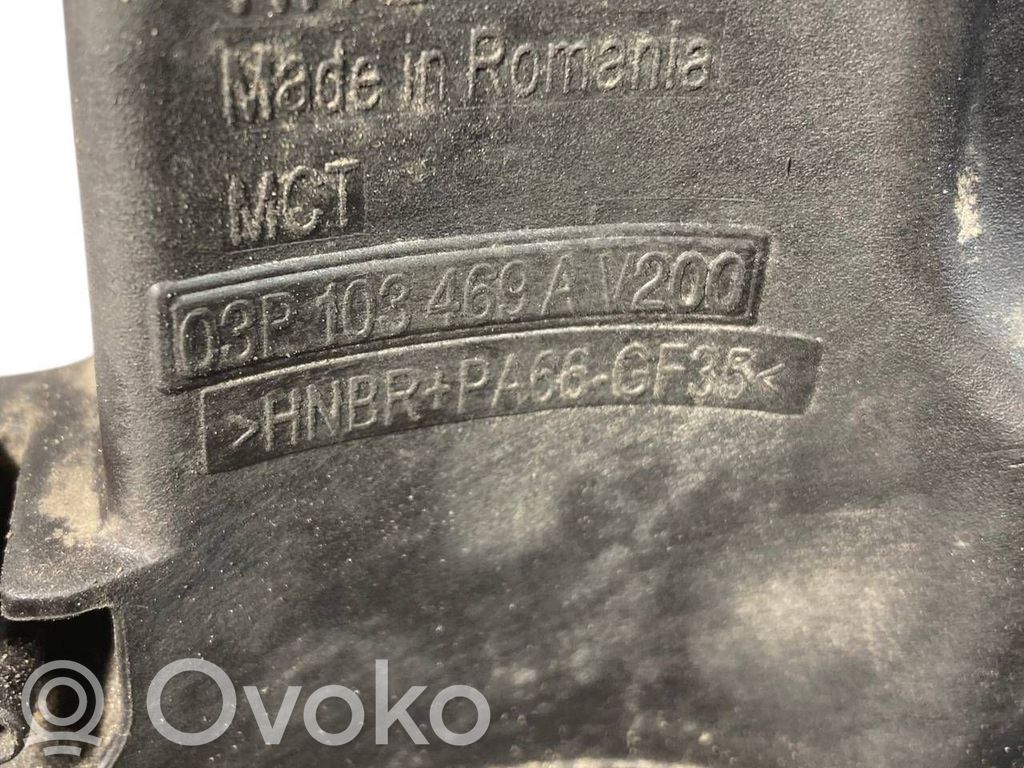 Made in Romania
MCT
03P 103 469 A V200
>HNBR+PA66-GF35<
Ovoko